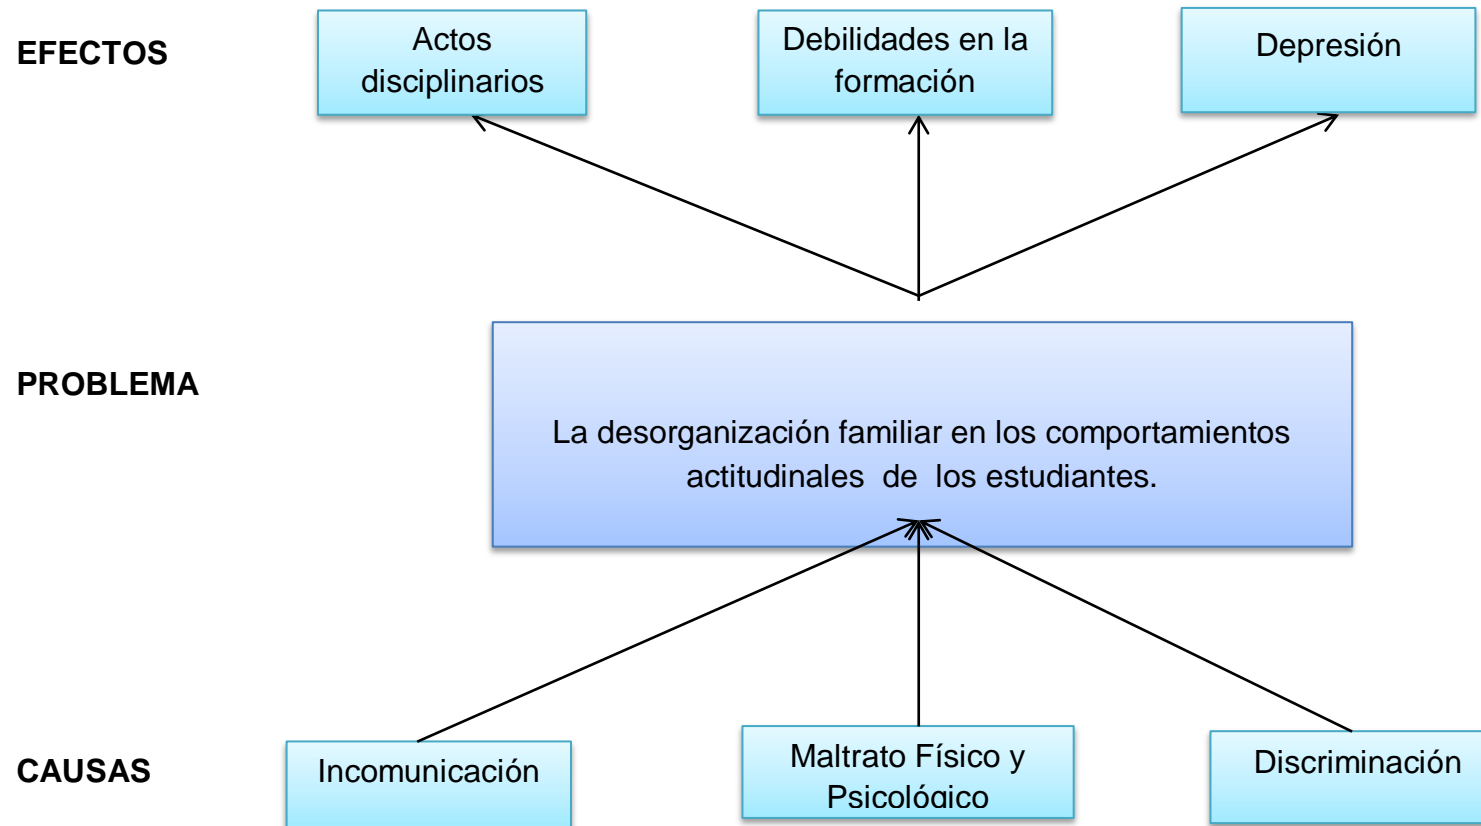 EFECTOS
Actos
disciplinarios
Debilidades en la
formación
Depresión
PROBLEMA
La desorganización familiar en los comportamientos
actitudinales de los estudiantes.
CAUSAS
Incomunicación
Maltrato Físico y
Psicológico
Discriminación